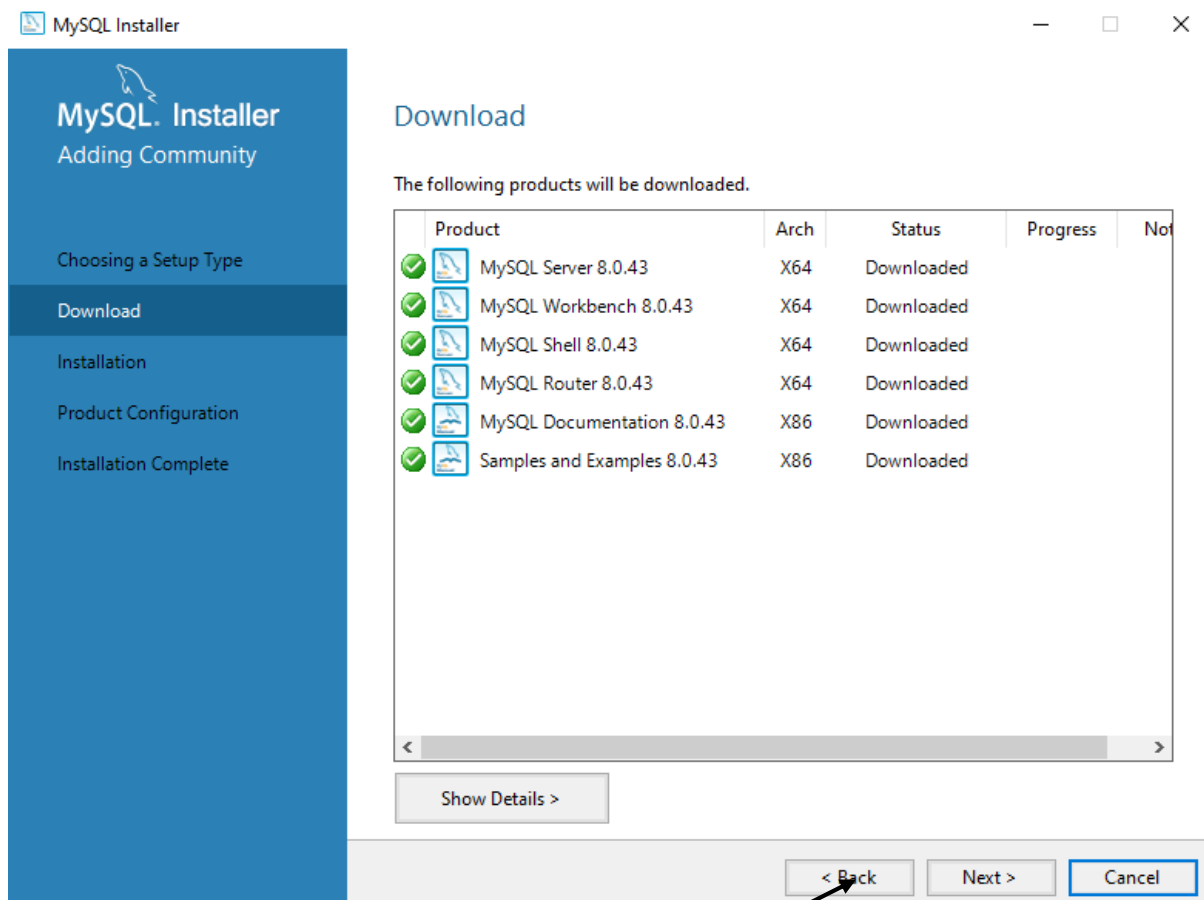 MySQL Installer
MySQL. Installer
Adding Community
Choosing a Setup Type
Download
Installation
Product Configuration
Installation Complete
Download
The following products will be downloaded.
Product Arch Status Progress Not
MySQL Server 8.0.43 X64 Downloaded
MySQL Workbench 8.0.43 X64 Downloaded
MySQL Shell 8.0.43 X64 Downloaded
MySQL Router 8.0.43 X64 Downloaded
MySQL Documentation 8.0.43 X86 Downloaded
Samples and Examples 8.0.43 X86 Downloaded
Show Details >
< Back Next > Cancel